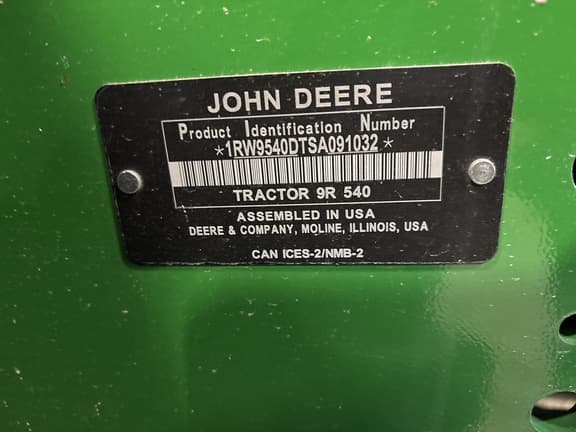 JOHN DEERE
Product Identification Number
*1RW9540DTSA091032*
TRACTOR 9R 540
ASSEMBLED IN USA
DEERE & COMPANY, MOLINE, ILLINOIS, USA
CAN ICES-2/NMB-2